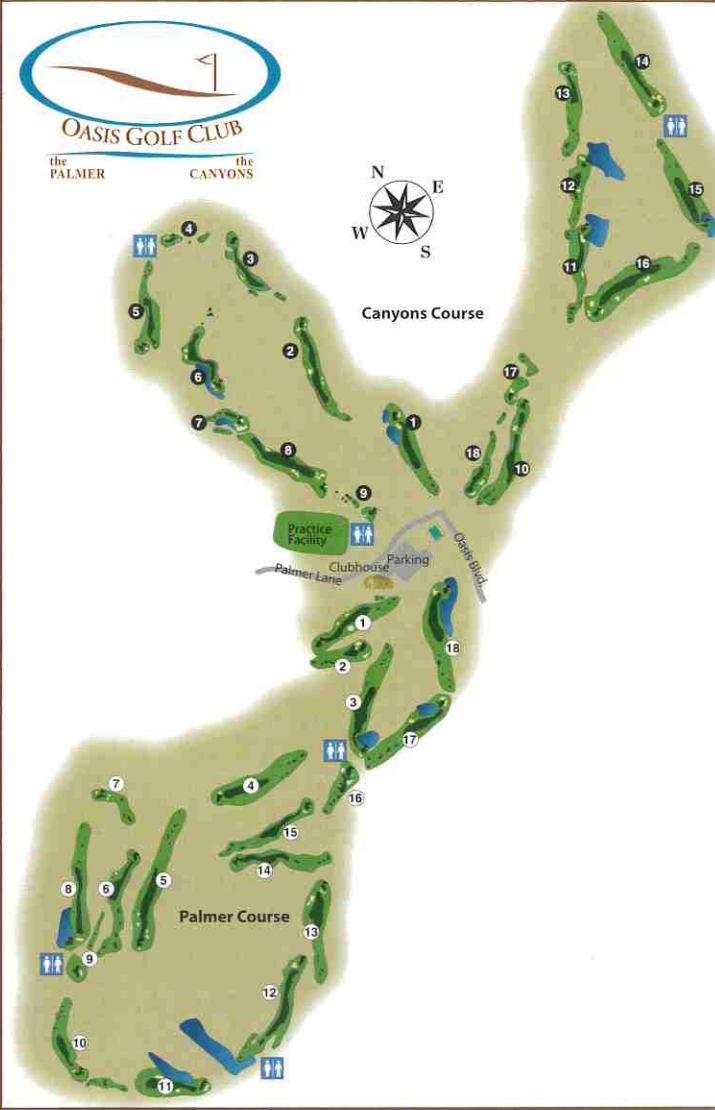 OASIS GOLF CLUB
the the
PALMER CANYONS
N
E
W
S
14
13
12
15
11
16
4
3
5
2
6
Canyons Course
17
7
1
8
18
10
9
Practice
Facility
Parking
Clubhouse
Palmer Lane
Oasis Blvd.
1
2
18
3
17
4
16
7
15
14
5
6
8
Palmer Course
13
9
12
10
11